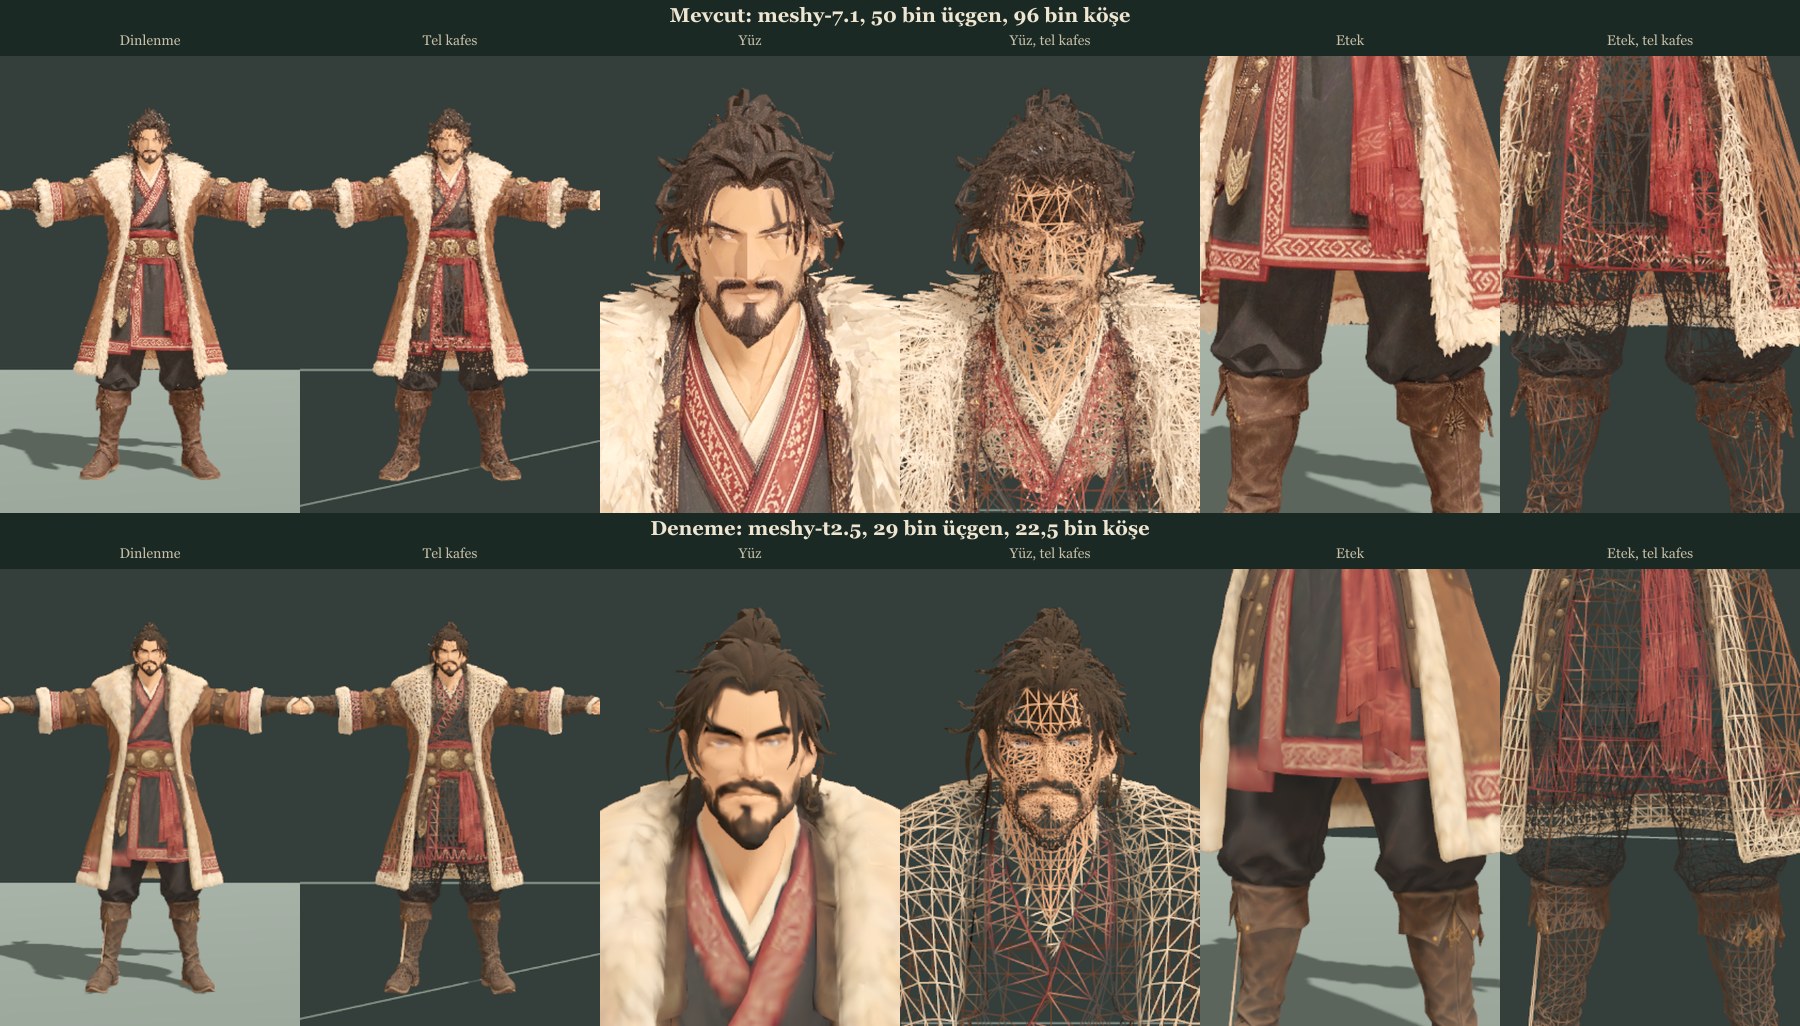 Mevcut: meshy-7.1, 50 bin üçgen, 96 bin köşe
Dinlenme
Tel kafes
Yüz
Yüz, tel kafes
Etek
Etek, tel kafes
Deneme: meshy-t2.5, 29 bin üçgen, 22,5 bin köşe
Dinlenme
Tel kafes
Yüz
Yüz, tel kafes
Etek
Etek, tel kafes